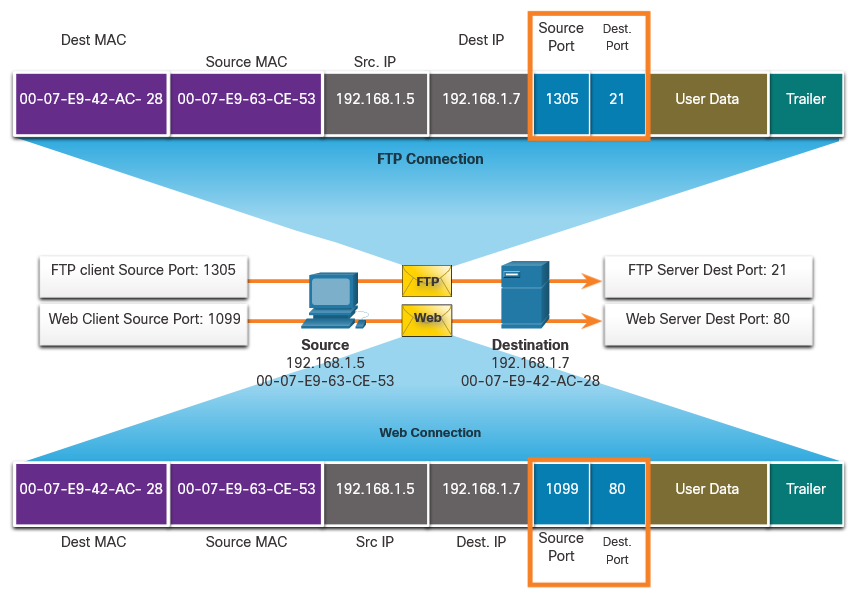 Dest MAC
Source MAC
Src. IP
Dest IP
Source
Port
Dest.
Port
00-07-E9-42-AC- 28
00-07-E9-63-CE-53
192.168.1.5
192.168.1.7
1305
21
User Data
Trailer
FTP Connection
FTP client Source Port: 1305
FTP
FTP Server Dest Port: 21
Web Client Source Port: 1099
Web
Web Server Dest Port: 80
Source
192.168.1.5
00-07-E9-63-CE-53
Destination
192.168.1.7
00-07-E9-42-AC-28
Web Connection
00-07-E9-42-AC- 28
00-07-E9-63-CE-53
192.168.1.5
192.168.1.7
1099
80
User Data
Trailer
Dest MAC
Source MAC
Src IP
Dest. IP
Source
Port
Dest.
Port